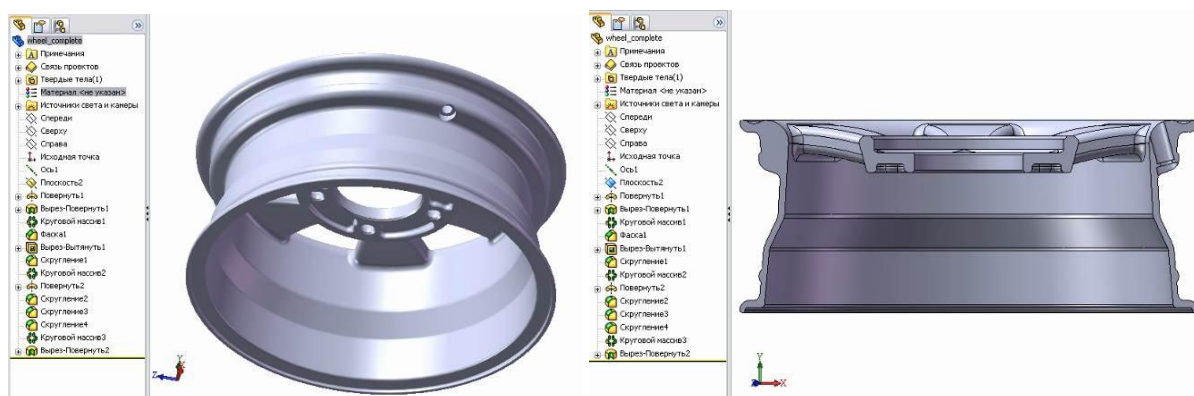 wheel_complete
Примечания
Связь проектов
Твердые тела(1)
Материал <не указан>
Источники света и камеры
Спереди
Сверху
Справа
Исходная точка
Ось1
Плоскость2
Повернуть1
Вырез-Повернуть1
Круговой массив1
Фаска1
Вырез-Вытянуть1
Скругление1
Круговой массив2
Повернуть2
Скругление2
Скругление3
Скругление4
Круговой массив3
Вырез-Повернуть2
Y
Z
wheel_complete
Примечания
Связь проектов
Твердые тела(1)
Материал <не указан>
Источники света и камеры
Спереди
Сверху
Справа
Исходная точка
Ось1
Плоскость2
Повернуть1
Вырез-Повернуть1
Круговой массив1
Фаска1
Вырез-Вытянуть1
Скругление1
Круговой массив2
Повернуть2
Скругление2
Скругление3
Скругление4
Круговой массив3
Вырез-Повернуть2
Y
Z X